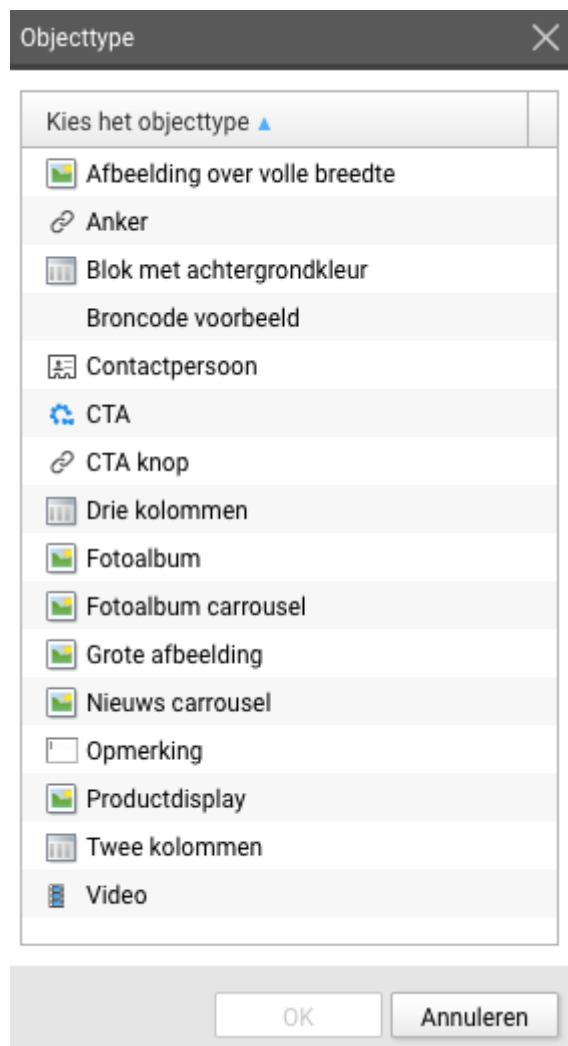 Objecttype
Kies het objecttype
Afbeelding over volle breedte
Anker
Blok met achtergrondkleur
Broncode voorbeeld
Contactpersoon
CTA
CTA knop
Drie kolommen
Fotoalbum
Fotoalbum carrousel
Grote afbeelding
Nieuws carrousel
Opmerking
Productdisplay
Twee kolommen
Video
OK
Annuleren